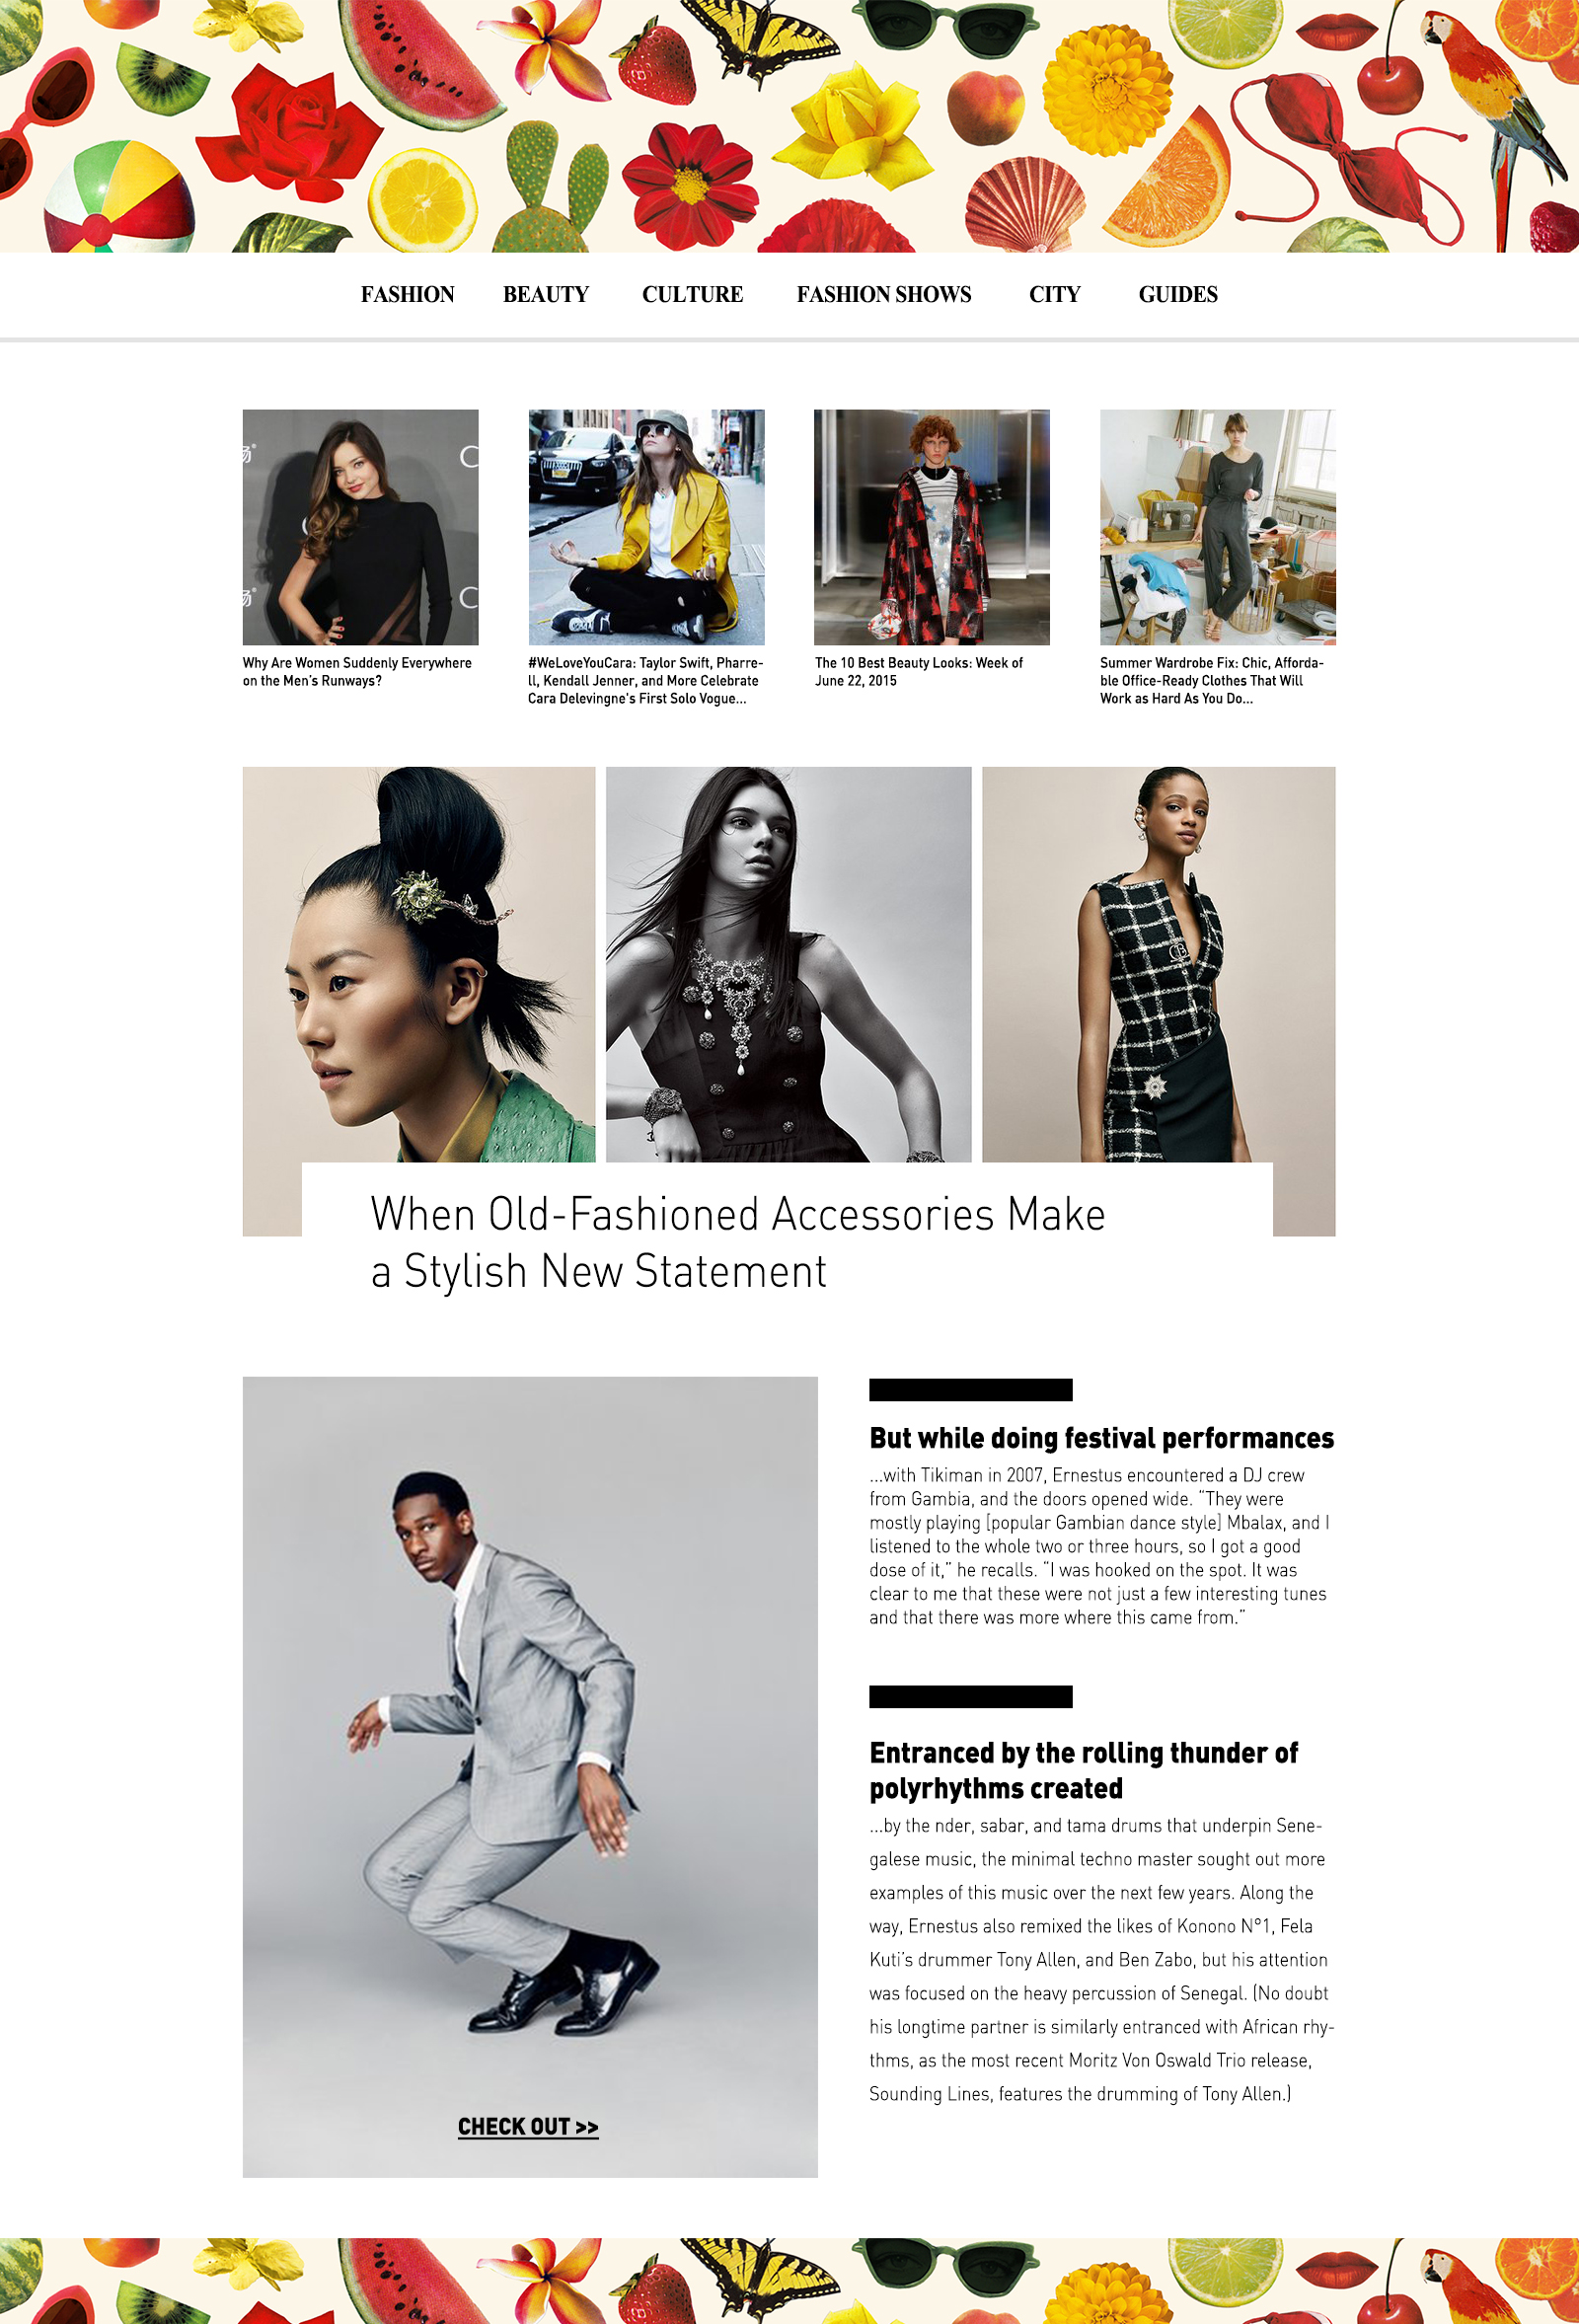 FASHION BEAUTY CULTURE FASHION SHOWS CITY GUIDES
Why Are Women Suddenly Everywhere
on the Men's Runways?
#WeLoveYouCara: Taylor Swift, Pharre-
ll, Kendall Jenner, and More Celebrate
Cara Delevingne's First Solo Vogue...
The 10 Best Beauty Looks: Week of
June 22, 2015
Summer Wardrobe Fix: Chic, Afforda-
ble Office-Ready Clothes That Will
Work as Hard As You Do...
When Old-Fashioned Accessories Make
a Stylish New Statement
CHECK OUT >>
But while doing festival performances
...with Tikiman in 2007, Ernestus encountered a DJ crew
from Gambia, and the doors opened wide. “They were
mostly playing [popular Gambian dance style] Mbalax, and I
listened to the whole two or three hours, so I got a good
dose of it,” he recalls. “I was hooked on the spot. It was
clear to me that these were not just a few interesting tunes
and that there was more where this came from.”
Entranced by the rolling thunder of
polyrhythms created
...by the nder, sabar, and tama drums that underpin Sene-
galese music, the minimal techno master sought out more
examples of this music over the next few years. Along the
way, Ernestus also remixed the likes of Konono N°1, Fela
Kuti's drummer Tony Allen, and Ben Zabo, but his attention
was focused on the heavy percussion of Senegal. (No doubt
his longtime partner is similarly entranced with African rhy-
thms, as the most recent Moritz Von Oswald Trio release,
Sounding Lines, features the drumming of Tony Allen.)